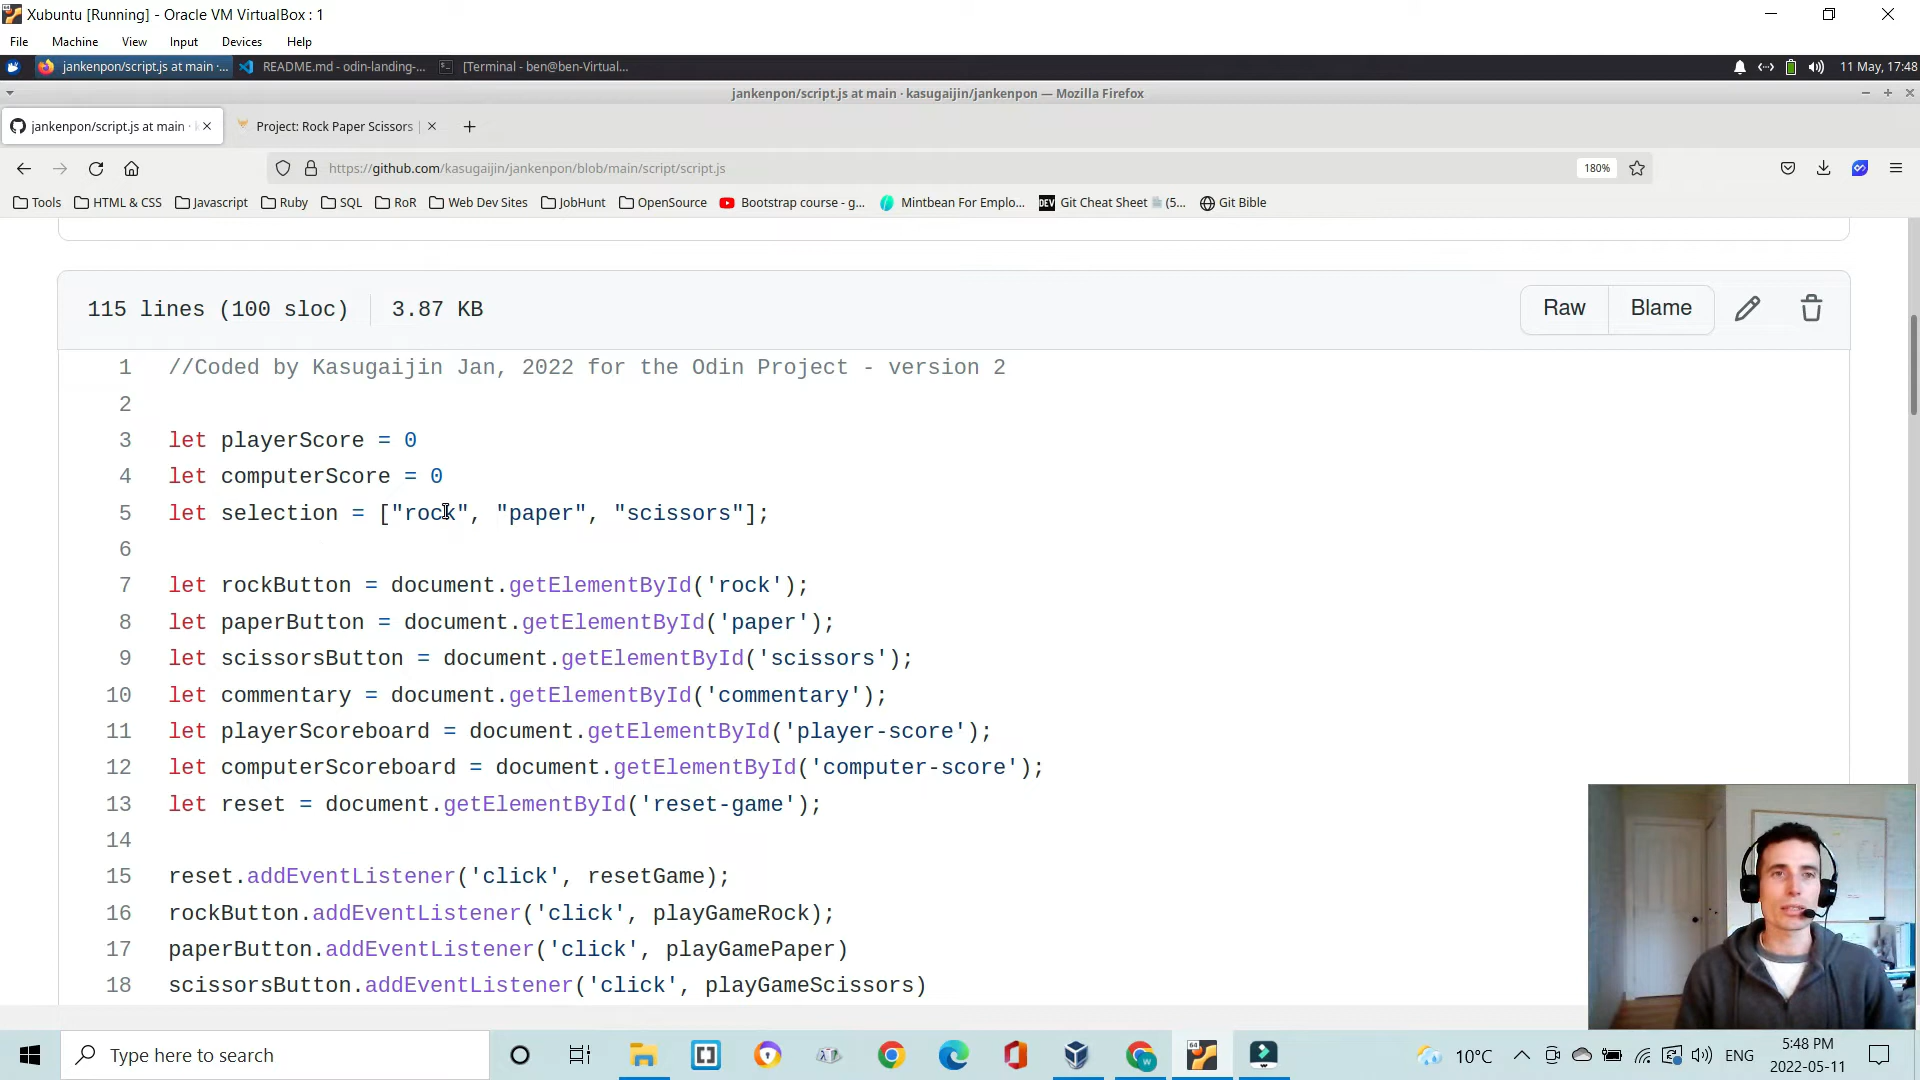 Xubuntu [Running] - Oracle VM VirtualBox : 1
File Machine View Input Devices Help
jankenpon/script.js at main ·... README.md - odin-landing-... [Terminal - ben@ben-Virtual... 11 May, 17:48
jankenpon/script.js at main · kasugaijin/jankenpon — Mozilla Firefox
jankenpon/script.js at main · Project: Rock Paper Scissors
https://github.com/kasugaijin/jankenpon/blob/main/script/script.js 180%
Tools HTML & CSS Javascript Ruby SQL RoR Web Dev Sites JobHunt OpenSource Bootstrap course - g... Mintbean For Emplo... DEV Git Cheat Sheet (5... Git Bible
115 lines (100 sloc) 3.87 KB Raw Blame
1 //Coded by Kasugaijin Jan, 2022 for the Odin Project - version 2
2
3 let playerScore = 0
4 let computerScore = 0
5 let selection = ["rock", "paper", "scissors"];
6
7 let rockButton = document.getElementById('rock');
8 let paperButton = document.getElementById('paper');
9 let scissorsButton = document.getElementById('scissors');
10 let commentary = document.getElementById('commentary');
11 let playerScoreboard = document.getElementById('player-score');
12 let computerScoreboard = document.getElementById('computer-score');
13 let reset = document.getElementById('reset-game');
14
15 reset.addEventListener('click', resetGame);
16 rockButton.addEventListener('click', playGameRock);
17 paperButton.addEventListener('click', playGamePaper)
18 scissorsButton.addEventListener('click', playGameScissors)
Type here to search 10°C ENG 5:48 PM
2022-05-11